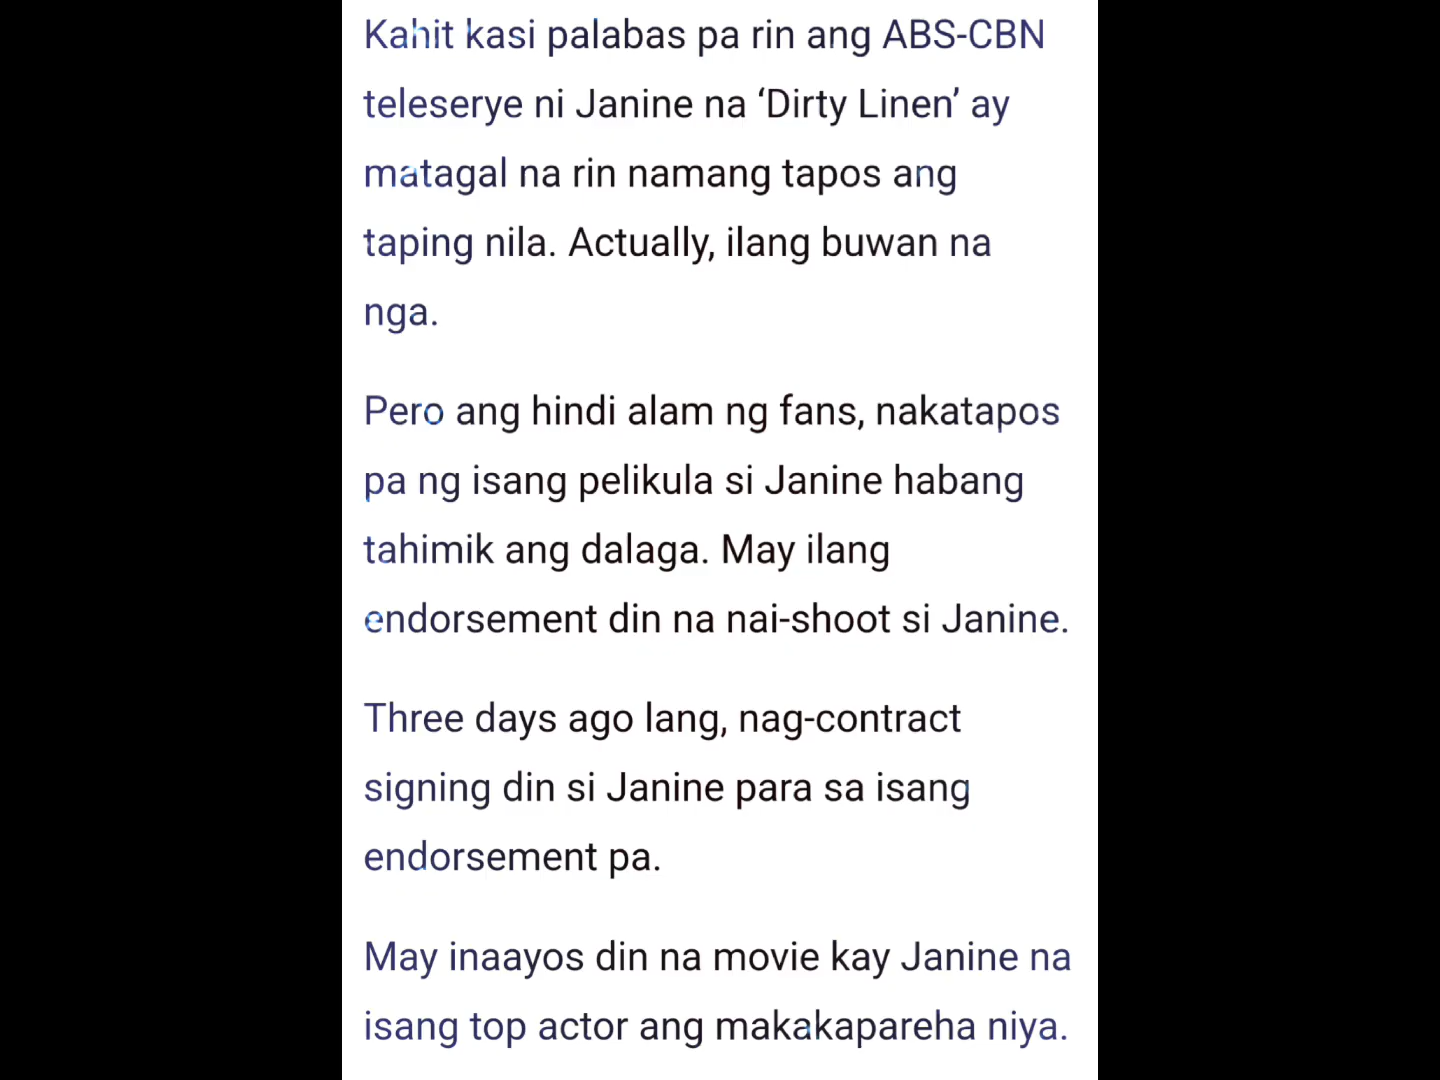 Kahit kasi palabas pa rin ang ABS-CBN
teleserye ni Janine na ‘Dirty Linen’ ay
matagal na rin namang tapos ang
taping nila. Actually, ilang buwan na
nga.
Pero ang hindi alam ng fans, nakatapos
pa ng isang pelikula si Janine habang
tahimik ang dalaga. May ilang
endorsement din na nai-shoot si Janine.
Three days ago lang, nag-contract
signing din si Janine para sa isang
endorsement pa.
May inaayos din na movie kay Janine na
isang top actor ang makakapareha niya.